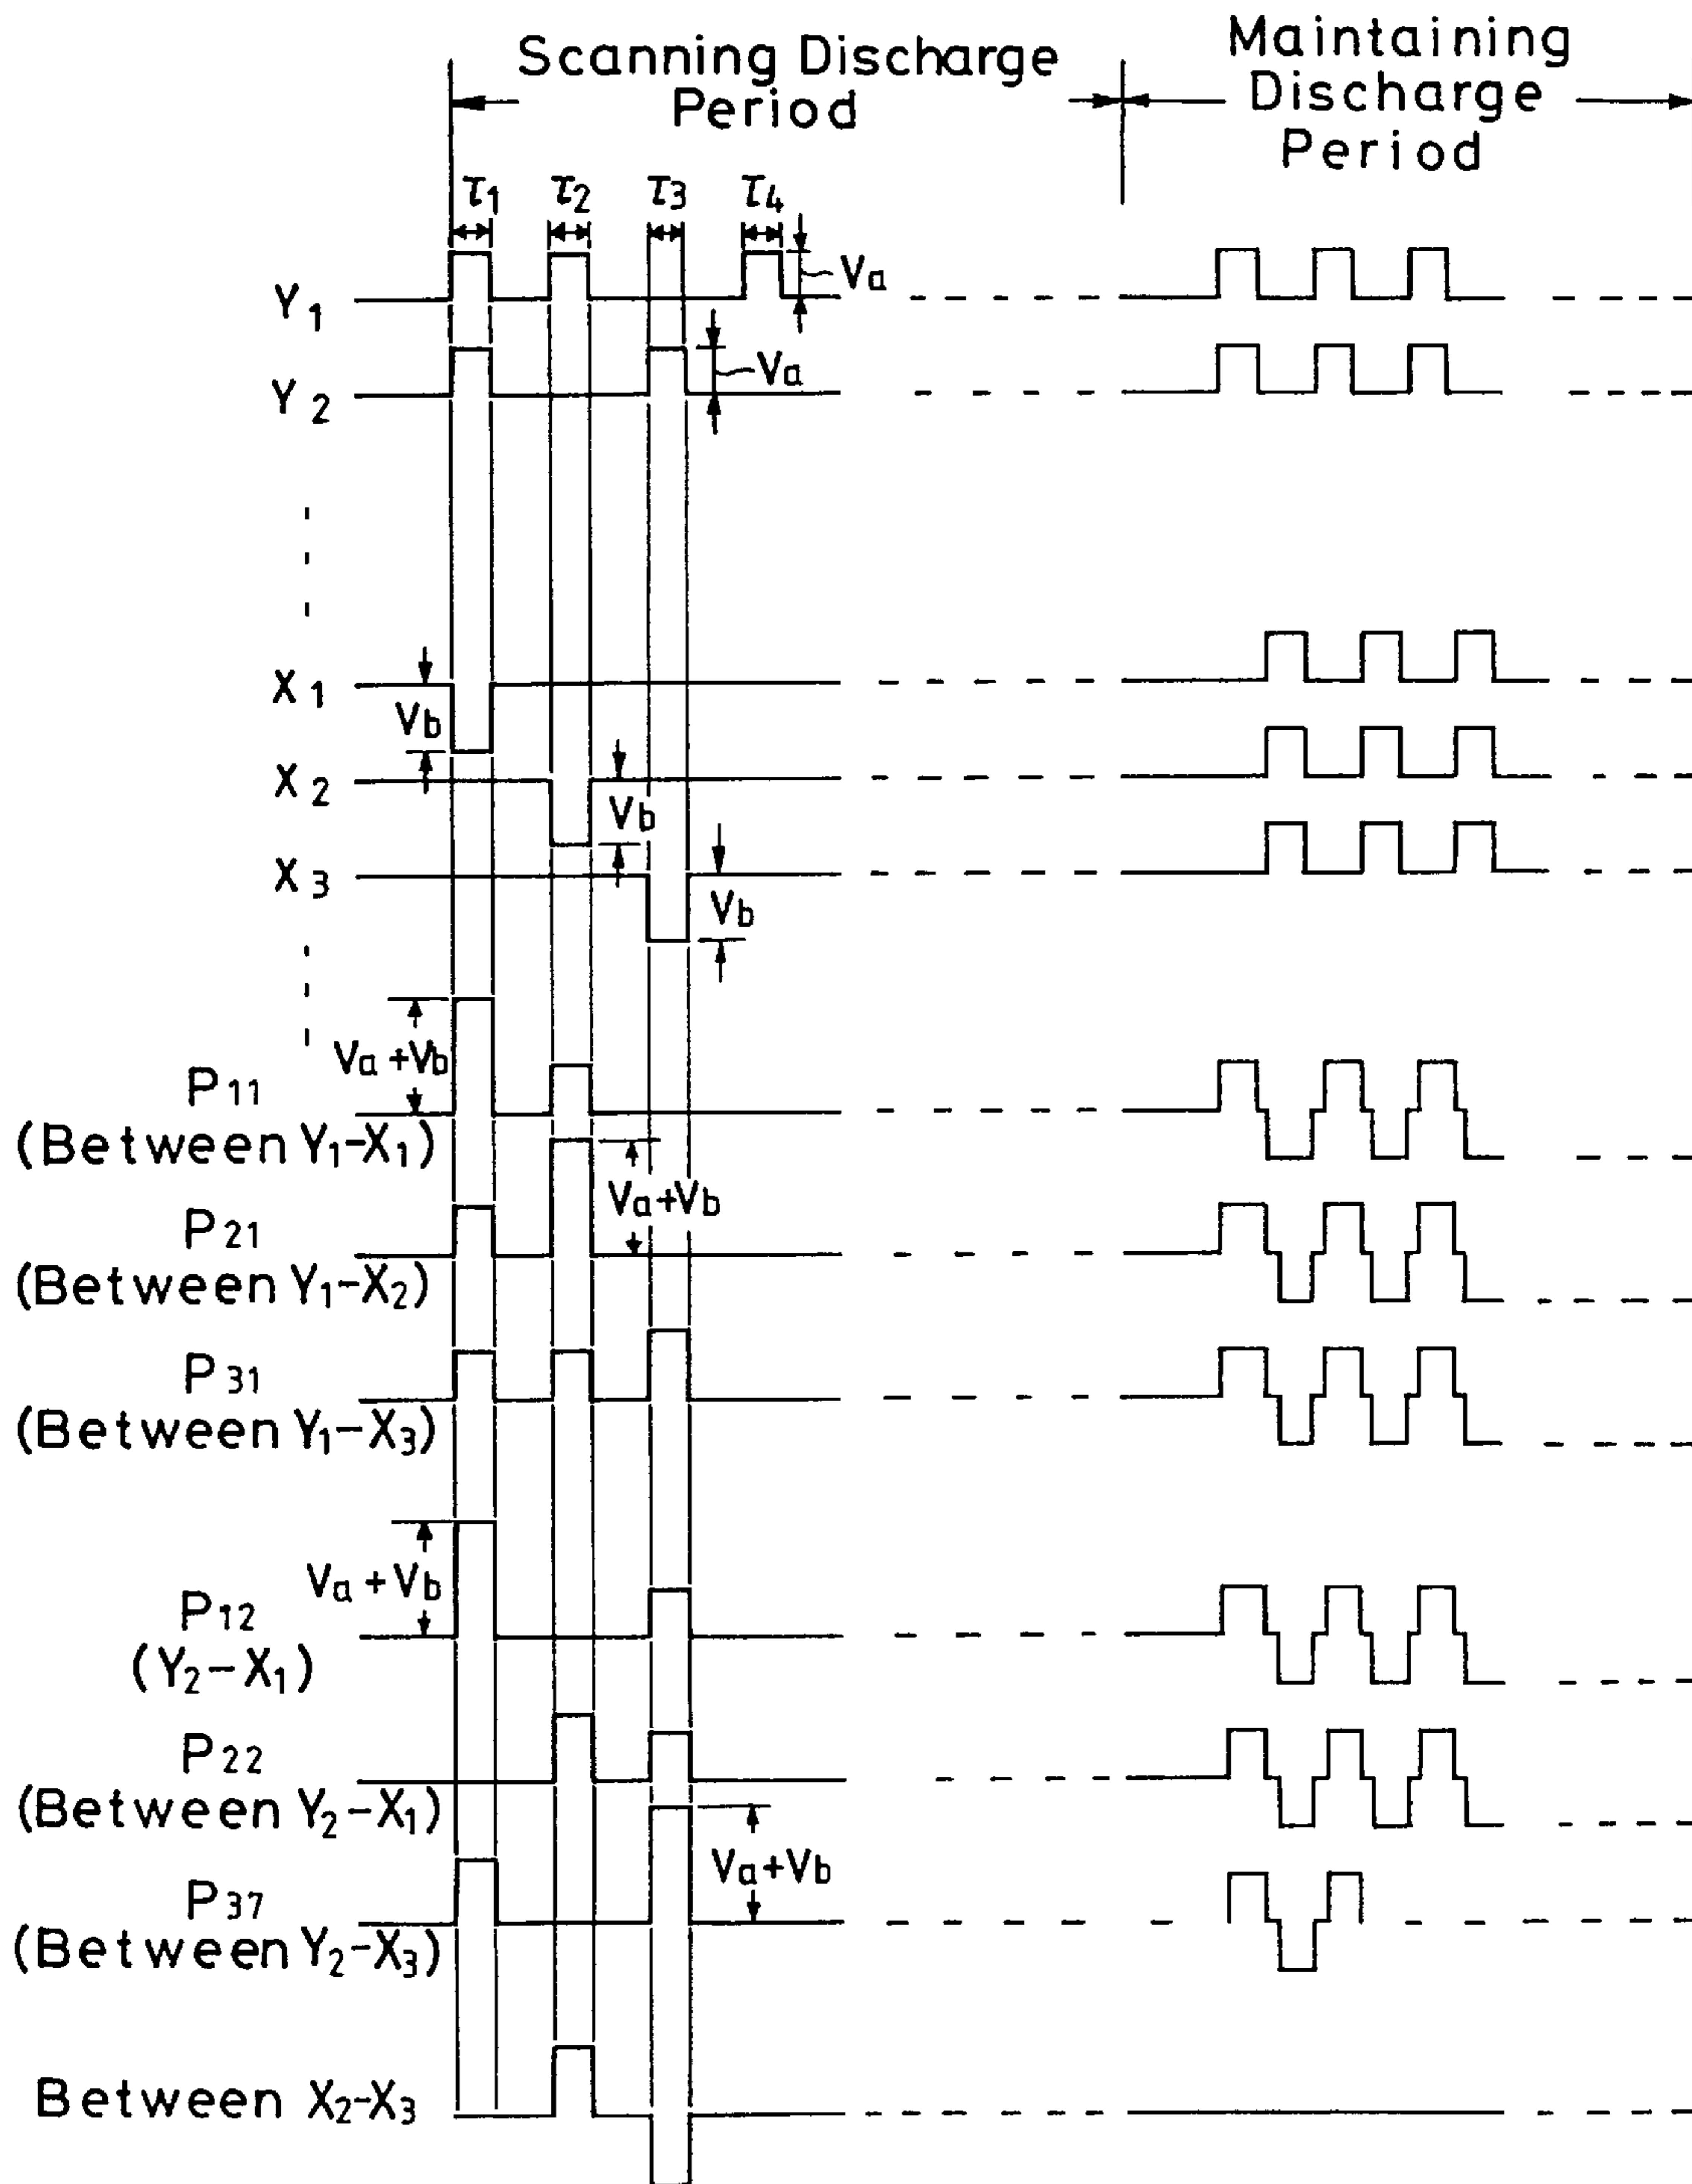 Scanning Discharge
Period
Maintaining
Discharge
Period
τ1 τ2 τ3 τ4
Va
Y1
Va
Y2
X1
Vb
X2
Vb
X3
Vb
Va+Vb
P11
(Between Y1-X1)
Va+Vb
P21
(Between Y1-X2)
P31
(Between Y1-X3)
Va+Vb
P12
(Y2-X1)
P22
(Between Y2-X1)
Va+Vb
P37
(Between Y2-X3)
Between X2-X3